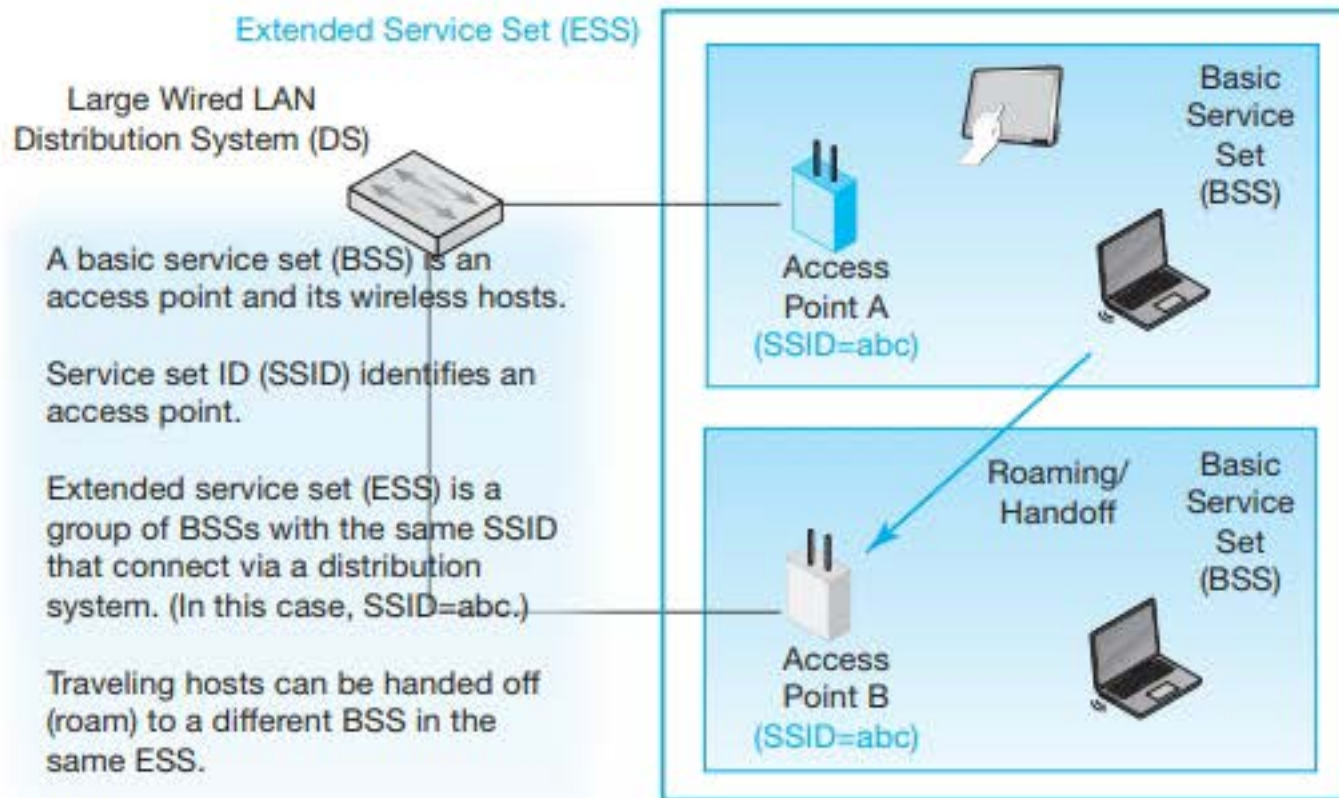 Extended Service Set (ESS)
Large Wired LAN
Distribution System (DS)
A basic service set (BSS) is an
access point and its wireless hosts.
Service set ID (SSID) identifies an
access point.
Extended service set (ESS) is a
group of BSSs with the same SSID
that connect via a distribution
system. (In this case, SSID=abc.)
Traveling hosts can be handed off
(roam) to a different BSS in the
same ESS.
Basic
Service
Set
(BSS)
Access
Point A
(SSID=abc)
Roaming/
Handoff
Basic
Service
Set
(BSS)
Access
Point B
(SSID=abc)